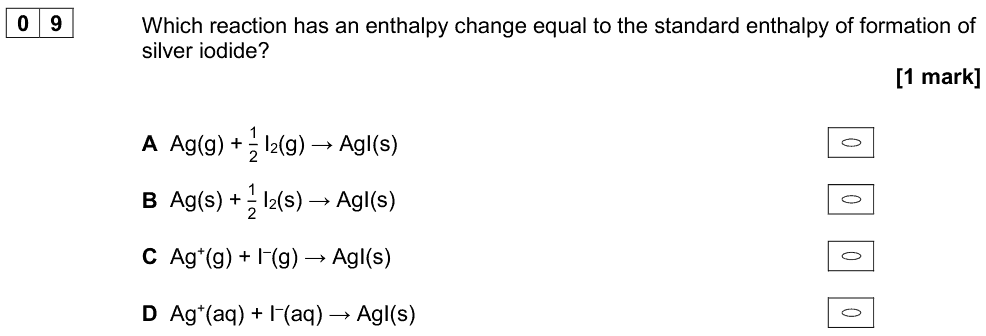 0 9 Which reaction has an enthalpy change equal to the standard enthalpy of formation of
silver iodide?
[1 mark]
A Ag(g) + 1/2 I₂(g) → AgI(s)
B Ag(s) + 1/2 I₂(s) → AgI(s)
C Ag⁺(g) + I⁻(g) → AgI(s)
D Ag⁺(aq) + I⁻(aq) → AgI(s)